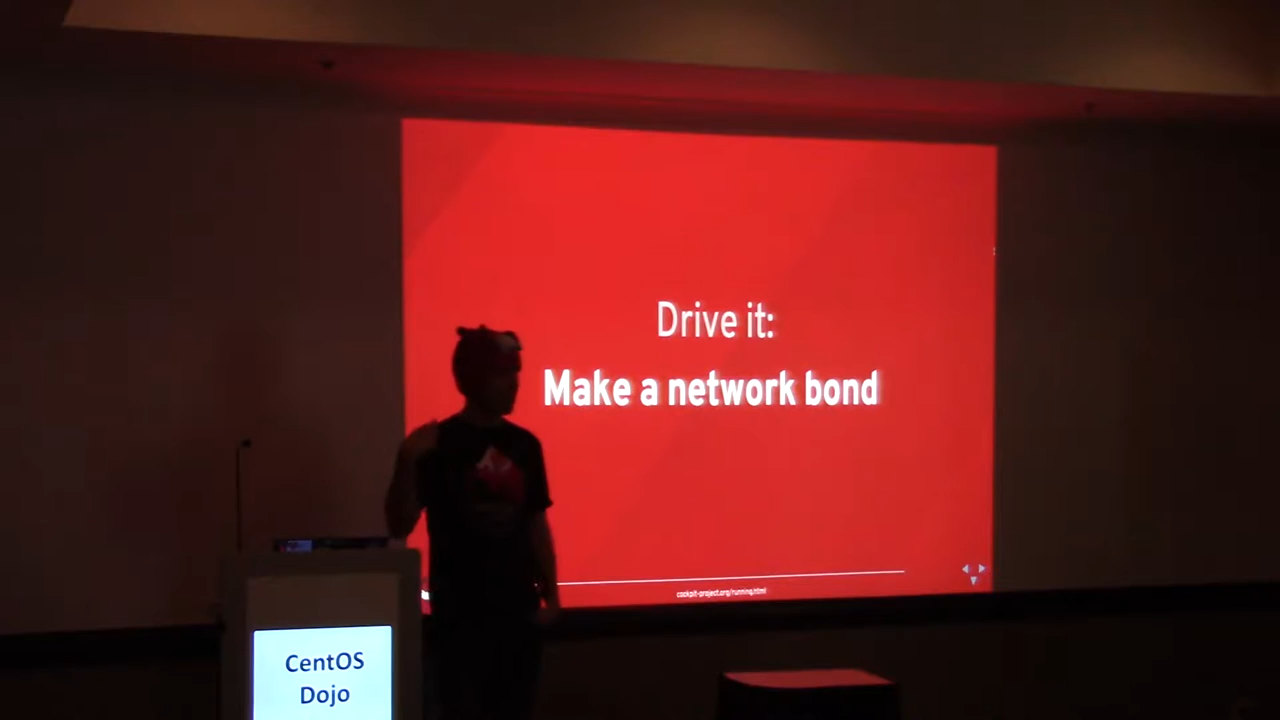 Drive it:
Make a network bond
cockpit-project.org/running.html
CentOS
Dojo